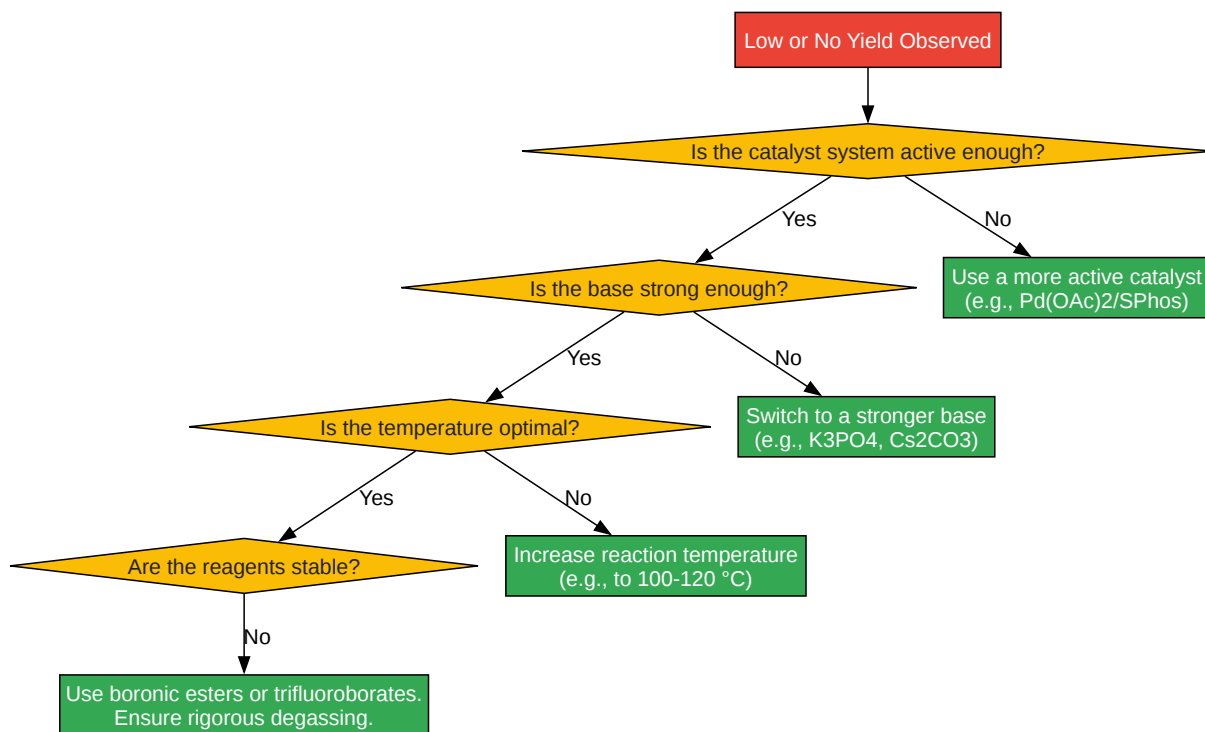 Low or No Yield Observed
Is the catalyst system active enough?
Yes
No
Use a more active catalyst
(e.g., Pd(OAc)2/SPhos)
Is the base strong enough?
Yes
No
Switch to a stronger base
(e.g., K3PO4, Cs2CO3)
Is the temperature optimal?
Yes
No
Increase reaction temperature
(e.g., to 100-120 °C)
Are the reagents stable?
No
Use boronic esters or trifluoroborates.
Ensure rigorous degassing.